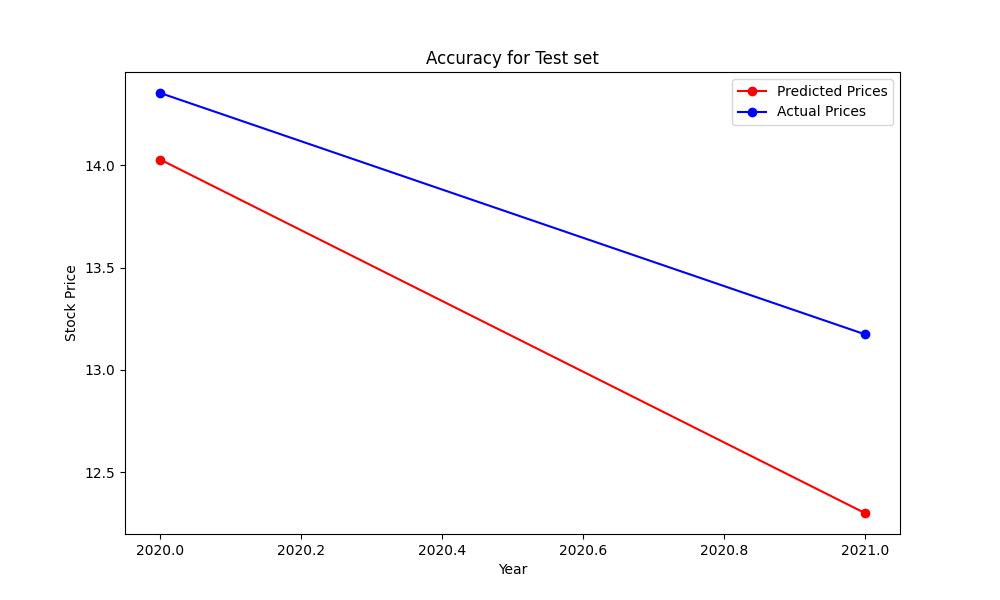 Accuracy for Test set
Predicted Prices
Actual Prices
14.0
13.5
13.0
12.5
Stock Price
2020.0 2020.2 2020.4 2020.6 2020.8 2021.0
Year